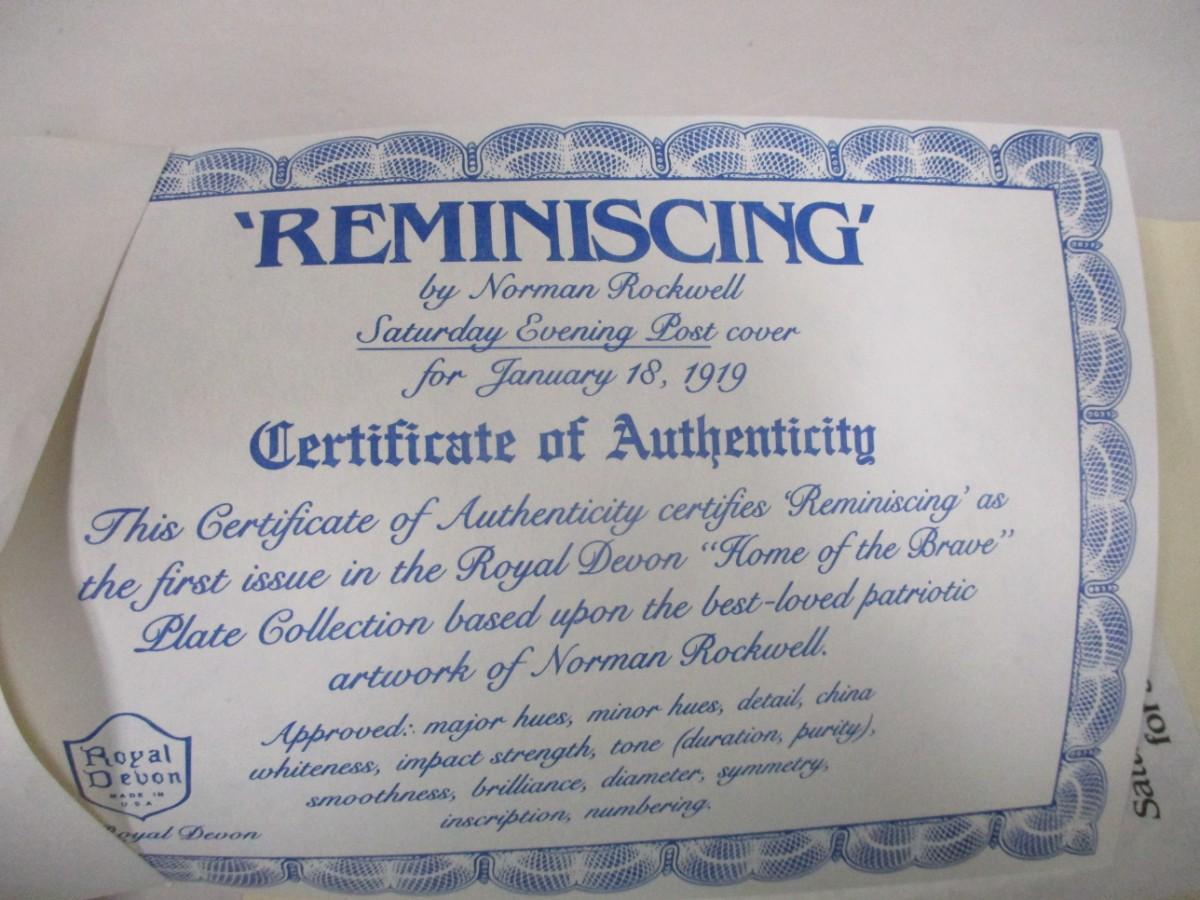 'REMINISCING'
by Norman Rockwell
Saturday Evening Post cover
for January 18, 1919
Certificate of Authenticity
This Certificate of Authenticity certifies 'Reminiscing' as
the first issue in the Royal Devon "Home of the Brave"
Plate Collection based upon the best-loved patriotic
artwork of Norman Rockwell.
Approved: major hues, minor hues, detail, china
whiteness, impact strength, tone (duration, purity),
smoothness, brilliance, diameter, symmetry,
inscription, numbering.
Royal
Devon
MADE IN
U.S.A
Royal Devon
for